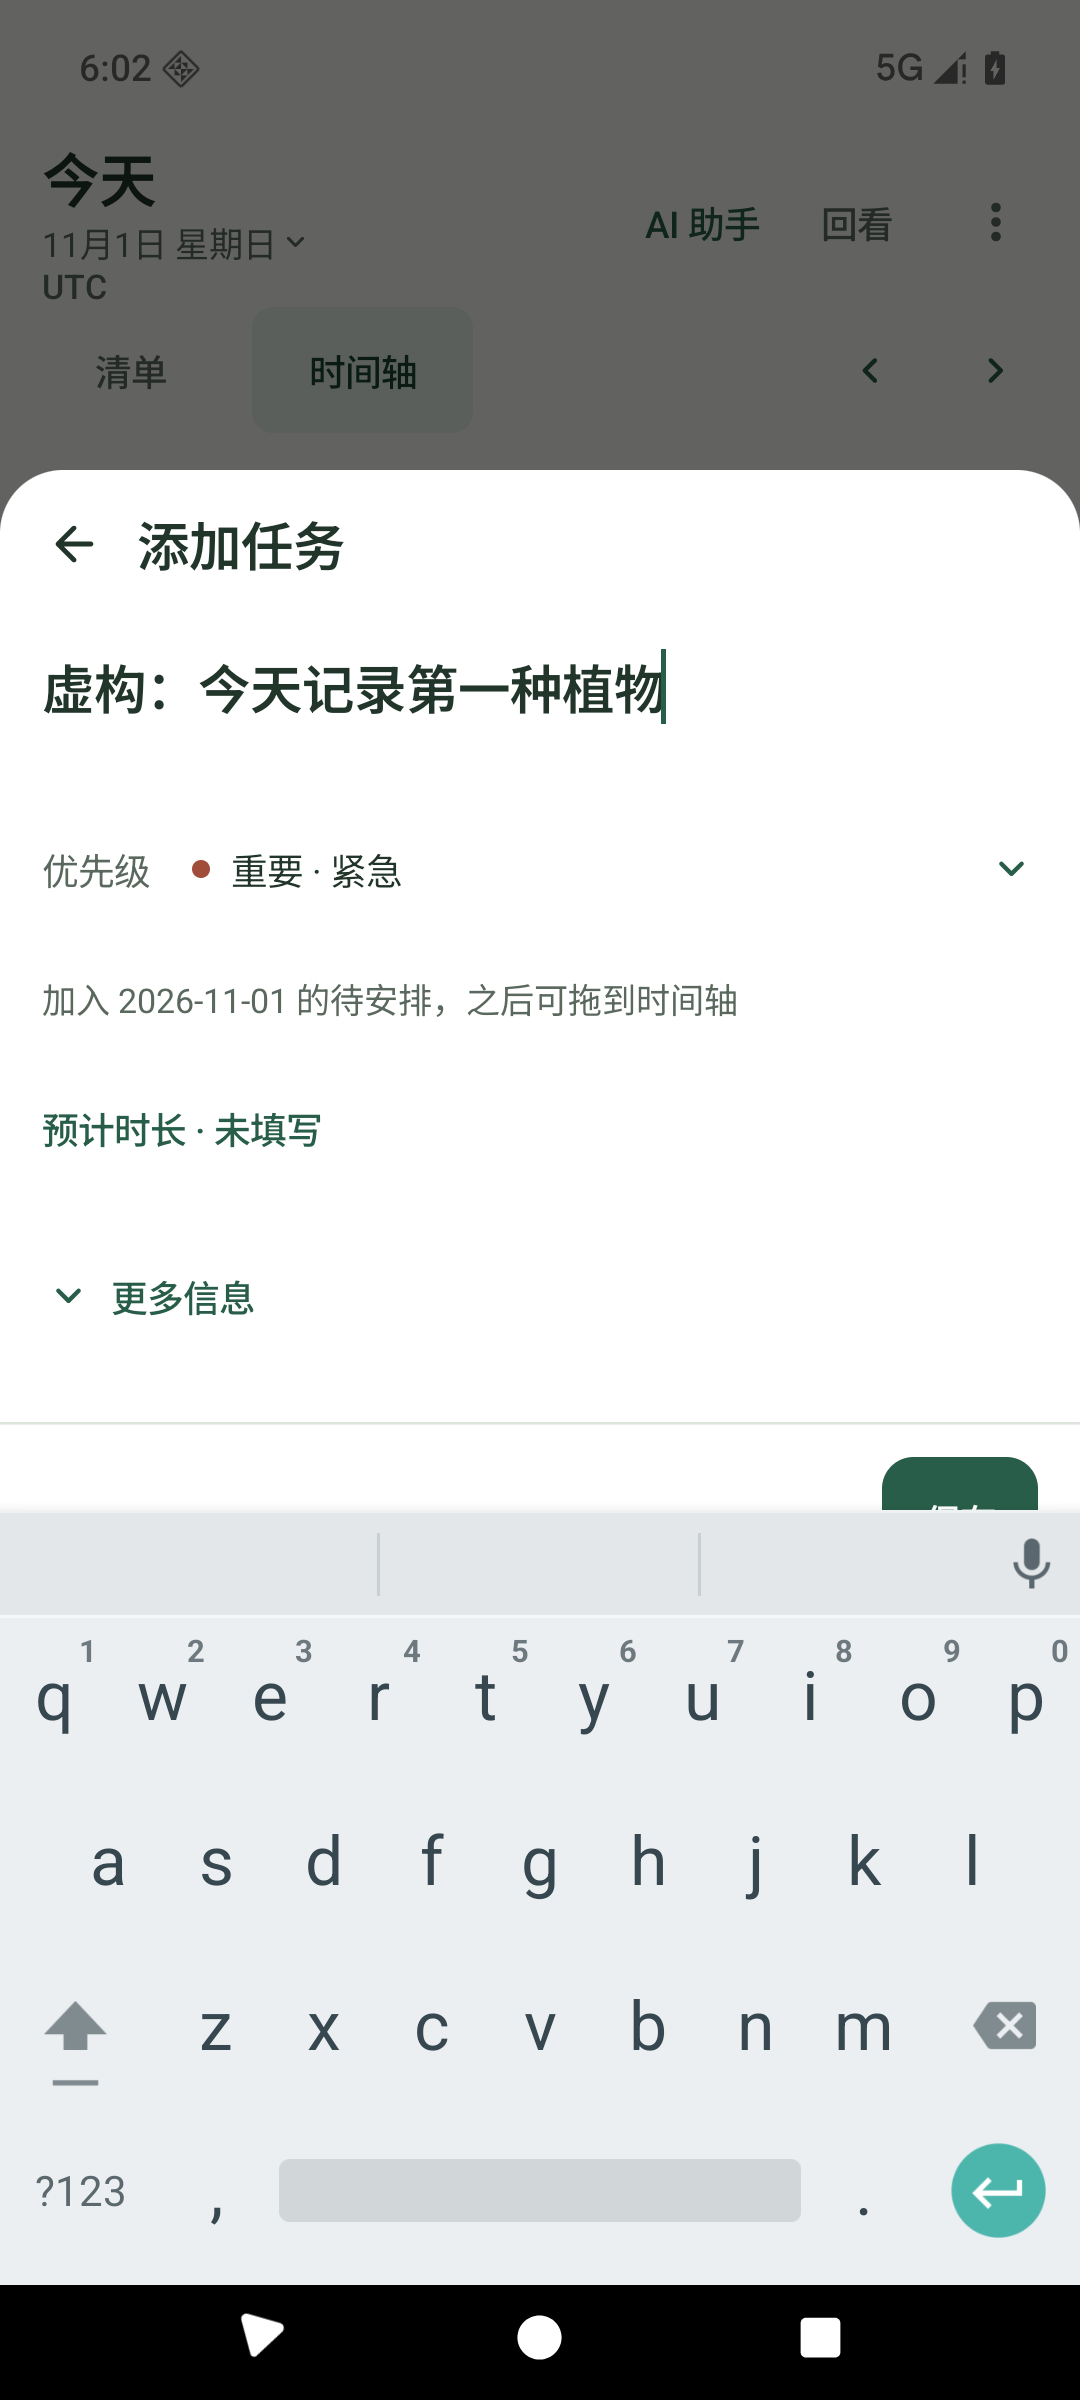 6:02
5G
今天
11月1日 星期日
UTC
AI 助手
回看
清单
时间轴
添加任务
虚构：今天记录第一种植物
优先级
重要 · 紧急
加入 2026-11-01 的待安排，之后可拖到时间轴
预计时长 · 未填写
更多信息
1 2 3 4 5 6 7 8 9 0
q w e r t y u i o p
a s d f g h j k l
z x c v b n m
?123 , .